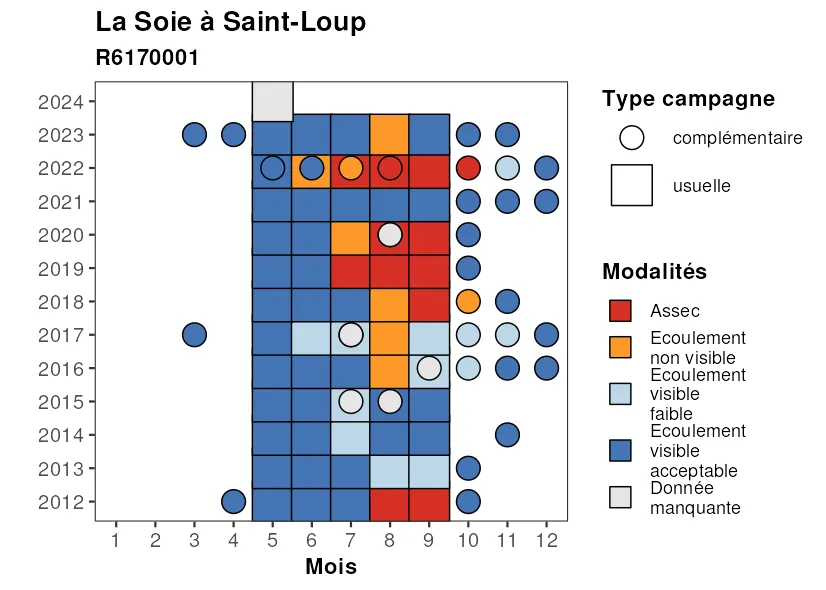 La Soie à Saint-Loup
R6170001
2024
2023
2022
2021
2020
2019
2018
2017
2016
2015
2014
2013
2012
1 2 3 4 5 6 7 8 9 10 11 12
Mois
Type campagne
complémentaire
usuelle
Modalités
Assec
Ecoulement
non visible
Ecoulement
visible
faible
Ecoulement
visible
acceptable
Donnée
manquante